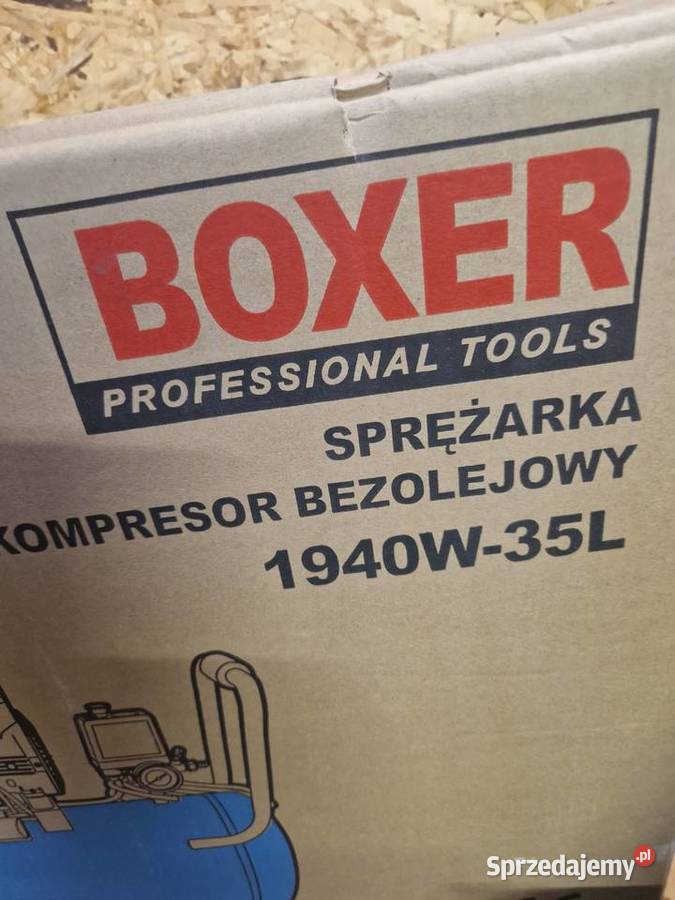 BOXER
PROFESSIONAL TOOLS
SPRĘŻARKA
KOMPRESOR BEZOLEJOWY
1940W-35L
Sprzedajemy.pl